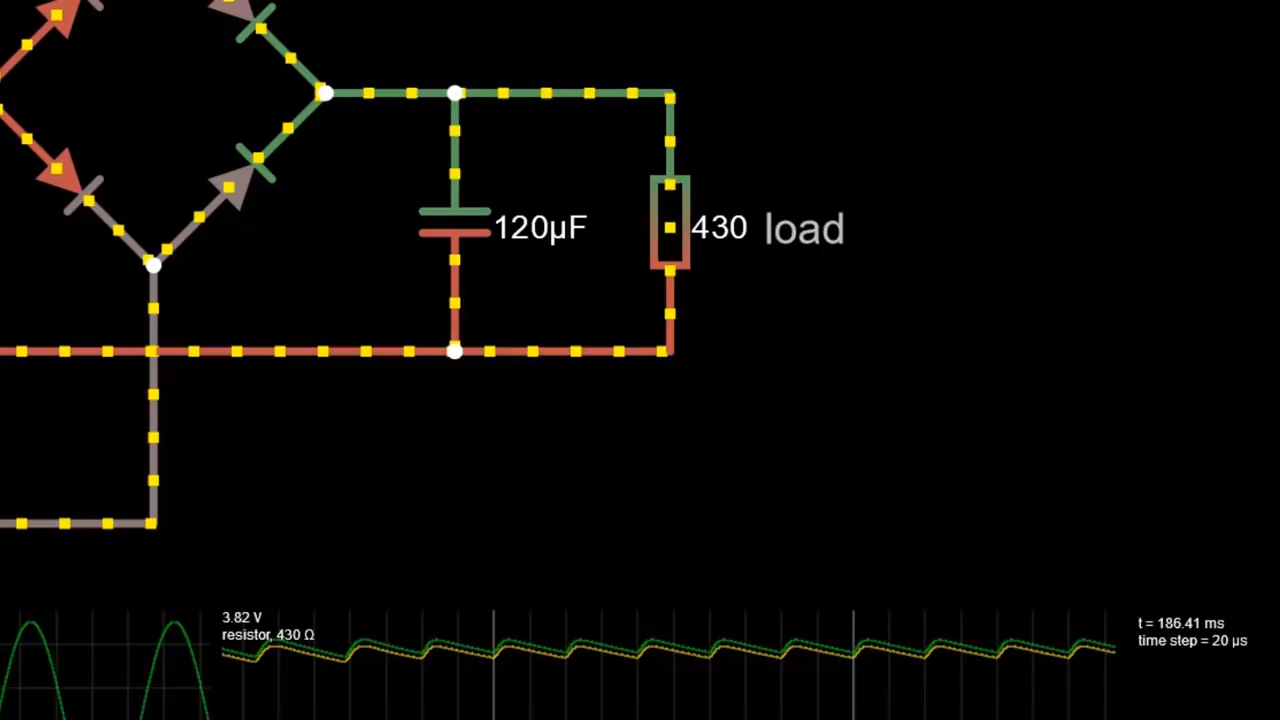 120μF
430 load
3.82 V
resistor, 430 Ω
t = 186.41 ms
time step = 20 μs